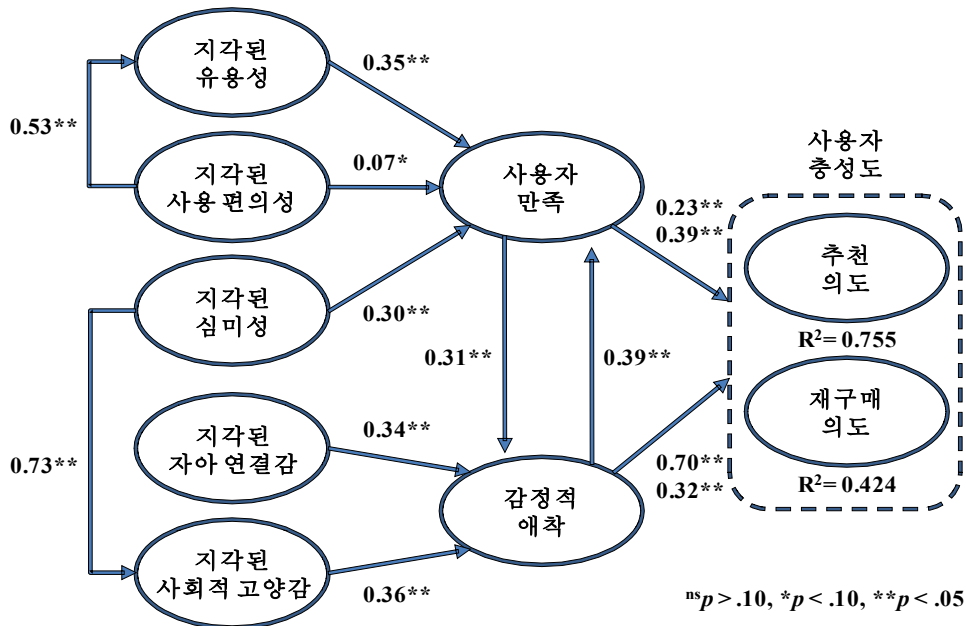 지각된
유용성
0.35**
0.53**
지각된
사용 편의성
0.07*
사용자
만족
사용자
충성도
0.23**
0.39**
추천
의도
R²= 0.755
지각된
심미성
0.30**
0.31**
0.39**
재구매
의도
R²= 0.424
지각된
자아 연결감
0.34**
0.73**
감정적
애착
0.70**
0.32**
지각된
사회적 고양감
0.36**
ⁿˢp > .10, *p < .10, **p < .05